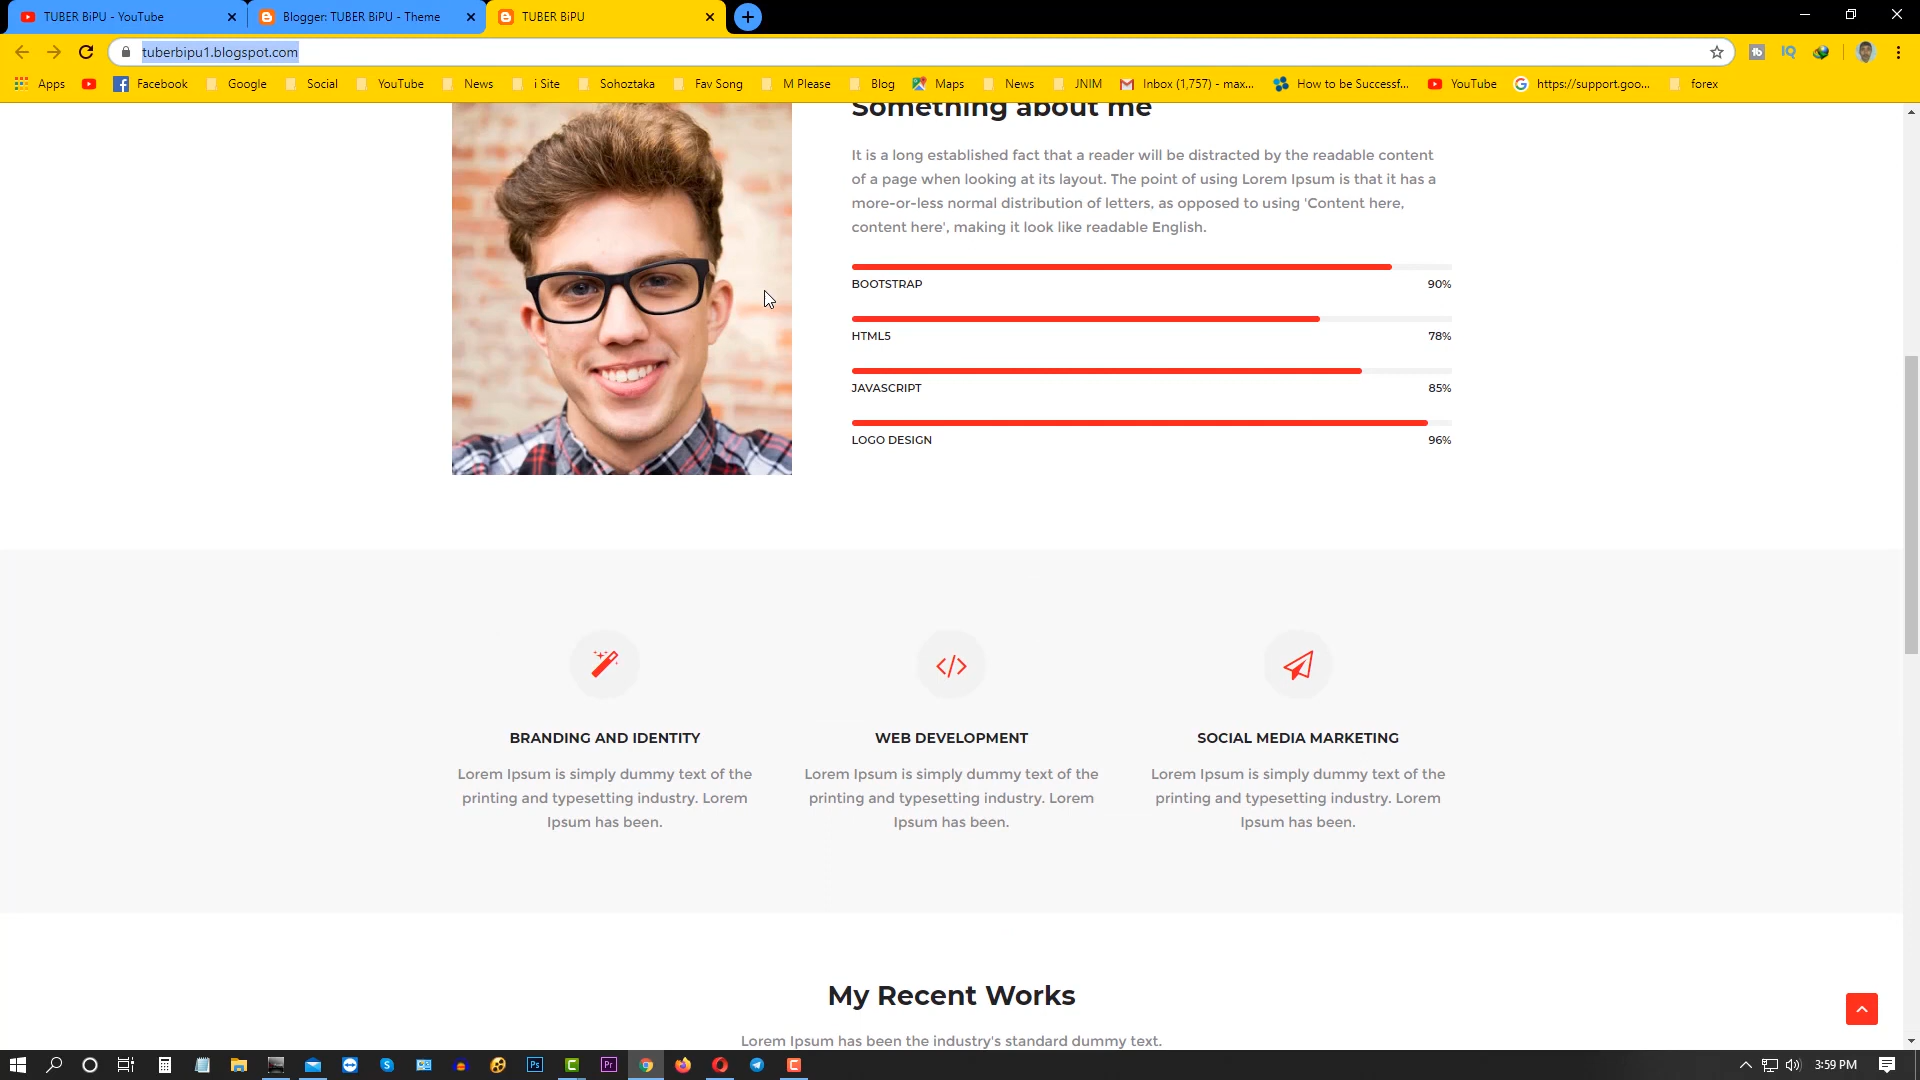 TUBER BiPU - YouTube
Blogger: TUBER BiPU - Theme
TUBER BiPU
tuberbipu1.blogspot.com
Apps
Facebook
Google
Social
YouTube
News
i Site
Sohoztaka
Fav Song
M Please
Blog
Maps
News
JNIM
Inbox (1,757) - max...
How to be Successf...
YouTube
https://support.goo...
forex
Something about me
It is a long established fact that a reader will be distracted by the readable content
of a page when looking at its layout. The point of using Lorem Ipsum is that it has a
more-or-less normal distribution of letters, as opposed to using 'Content here,
content here', making it look like readable English.
BOOTSTRAP 90%
HTML5 78%
JAVASCRIPT 85%
LOGO DESIGN 96%
BRANDING AND IDENTITY
Lorem Ipsum is simply dummy text of the
printing and typesetting industry. Lorem
Ipsum has been.
WEB DEVELOPMENT
Lorem Ipsum is simply dummy text of the
printing and typesetting industry. Lorem
Ipsum has been.
SOCIAL MEDIA MARKETING
Lorem Ipsum is simply dummy text of the
printing and typesetting industry. Lorem
Ipsum has been.
My Recent Works
Lorem Ipsum has been the industry's standard dummy text.
3:59 PM